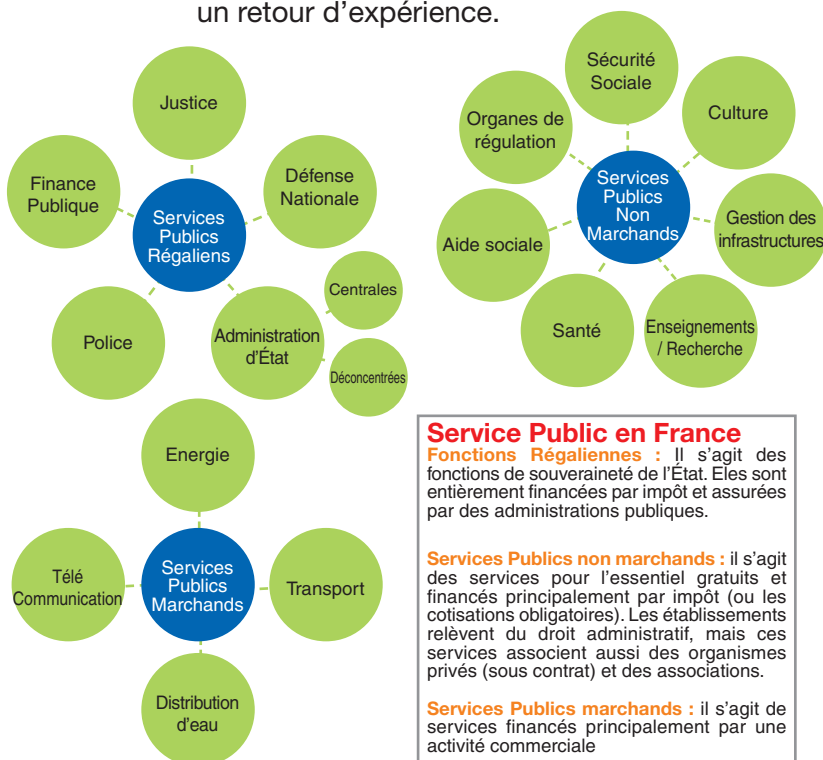 un retour d'expérience.
Justice
Finance
Publique
Défense
Nationale
Services
Publics
Régaliens
Centrales
Police
Administration
d'État
Déconcentrées
Sécurité
Sociale
Organes de
régulation
Culture
Services
Publics
Non
Marchands
Aide sociale
Gestion des
infrastructures
Santé
Enseignements
/ Recherche
Energie
Télé
Communication
Services
Publics
Marchands
Transport
Distribution
d'eau
Service Public en France
Fonctions Régaliennes : Il s'agit des
fonctions de souveraineté de l'État. Eles sont
entièrement financées par impôt et assurées
par des administrations publiques.
Services Publics non marchands : il s'agit
des services pour l'essentiel gratuits et
financés principalement par impôt (ou les
cotisations obligatoires). Les établissements
relèvent du droit administratif, mais ces
services associent aussi des organismes
privés (sous contrat) et des associations.
Services Publics marchands : il s'agit de
services financés principalement par une
activité commerciale